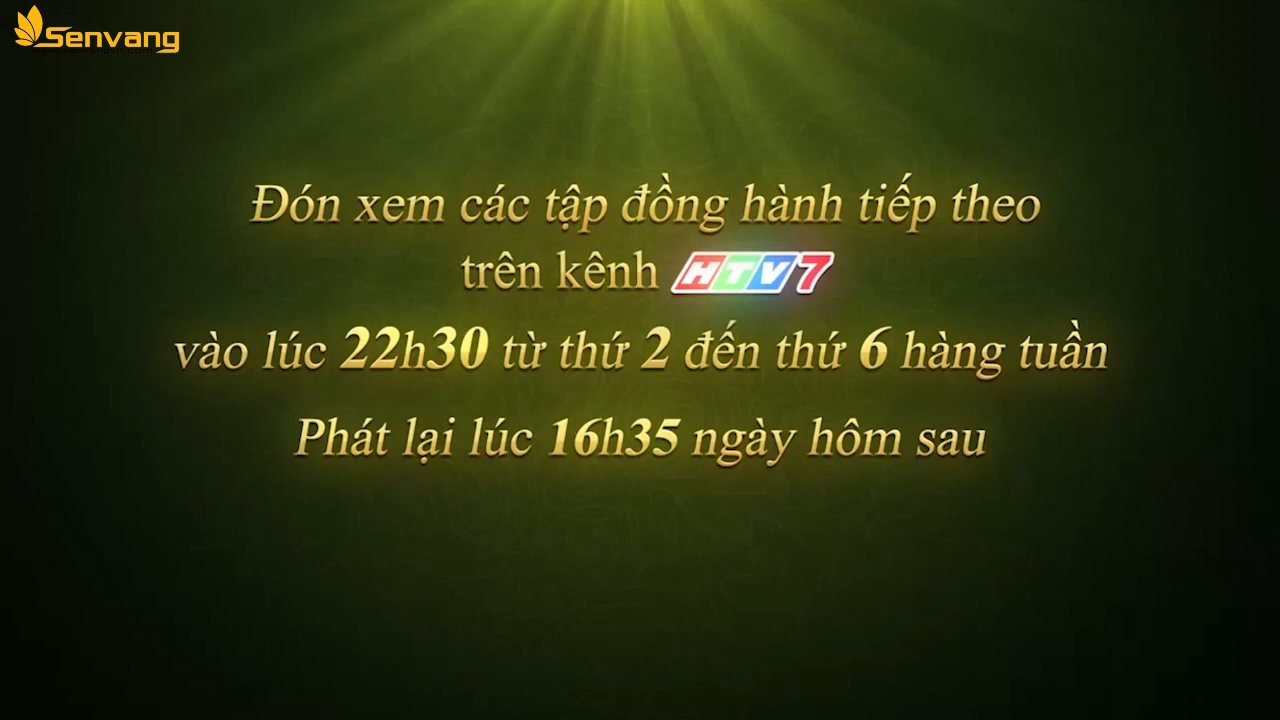 Senvang
Đón xem các tập đồng hành tiếp theo
trên kênh HTV7
vào lúc 22h30 từ thứ 2 đến thứ 6 hàng tuần
Phát lại lúc 16h35 ngày hôm sau